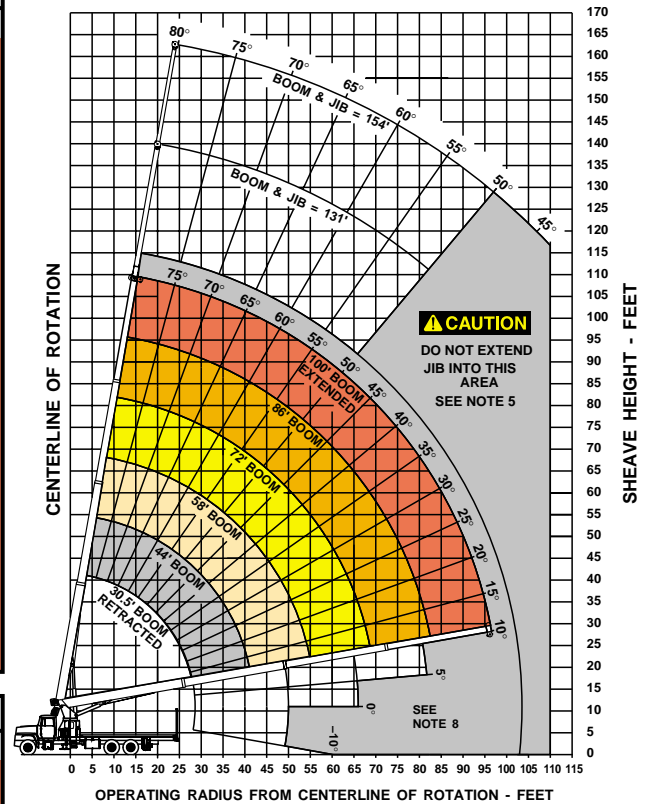 170
165
160
155
150
145
140
135
130
125
120
115
110
105
100
95
90
85
80
75
70
65
60
55
50
45
40
35
30
25
20
15
10
5
0
SHEAVE HEIGHT - FEET
CENTERLINE OF ROTATION
80°
75°
70°
65°
60°
55°
50°
45°
BOOM & JIB = 154'
BOOM & JIB = 131'
75°
70°
65°
60°
55°
50°
45°
40°
35°
30°
25°
20°
15°
10°
5°
0°
–10°
CAUTION
DO NOT EXTEND
JIB INTO THIS
AREA
SEE NOTE 5
100' BOOM
EXTENDED
86' BOOM
72' BOOM
58' BOOM
44' BOOM
30.5' BOOM
RETRACTED
SEE
NOTE 8
0 5 10 15 20 25 30 35 40 45 50 55 60 65 70 75 80 85 90 95 100 105 110 115
OPERATING RADIUS FROM CENTERLINE OF ROTATION - FEET